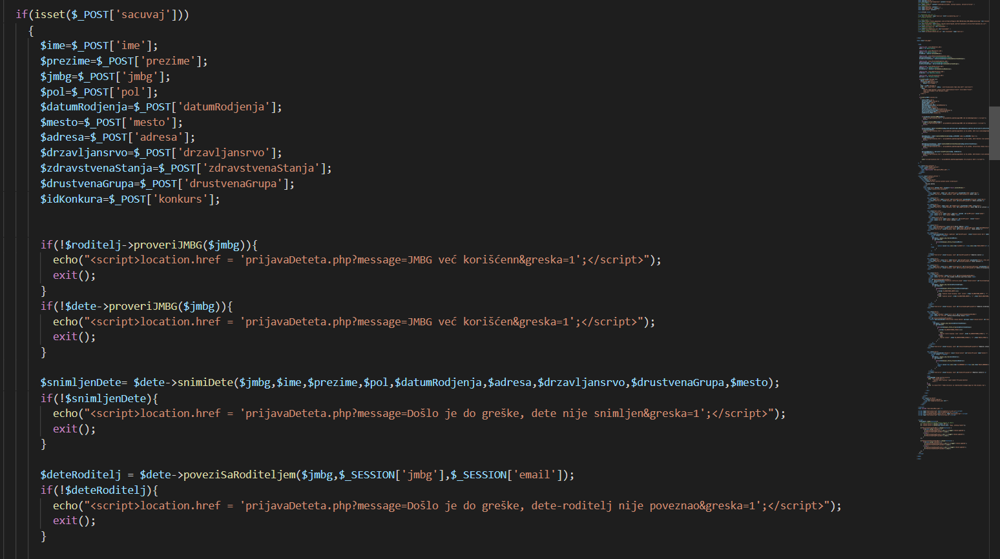 if(isset($_POST['sacuvaj']))
{
$ime=$_POST['ime'];
$prezime=$_POST['prezime'];
$jmbg=$_POST['jmbg'];
$pol=$_POST['pol'];
$datumRodjenja=$_POST['datumRodjenja'];
$mesto=$_POST['mesto'];
$adresa=$_POST['adresa'];
$drzavljansrvo=$_POST['drzavljansrvo'];
$zdravstvenaStanja=$_POST['zdravstvenaStanja'];
$drustvenaGrupa=$_POST['drustvenaGrupa'];
$idKonkura=$_POST['konkurs'];
if(!$roditelj->proveriJMBG($jmbg)){
echo("<script>location.href = 'prijavaDeteta.php?message=JMBG već korišćenn&greska=1';</script>");
exit();
}
if(!$dete->proveriJMBG($jmbg)){
echo("<script>location.href = 'prijavaDeteta.php?message=JMBG već korišćen&greska=1';</script>");
exit();
}
$snimljenDete= $dete->snimiDete($jmbg,$ime,$prezime,$pol,$datumRodjenja,$adresa,$drzavljansrvo,$drustvenaGrupa,$mesto);
if(!$snimljenDete){
echo("<script>location.href = 'prijavaDeteta.php?message=Došlo je do greške, dete nije snimljen&greska=1';</script>");
exit();
}
$deteRoditelj = $dete->poveziSaRoditeljem($jmbg,$_SESSION['jmbg'],$_SESSION['email']);
if(!$deteRoditelj){
echo("<script>location.href = 'prijavaDeteta.php?message=Došlo je do greške, dete-roditelj nije poveznao&greska=1';</script>");
exit();
}